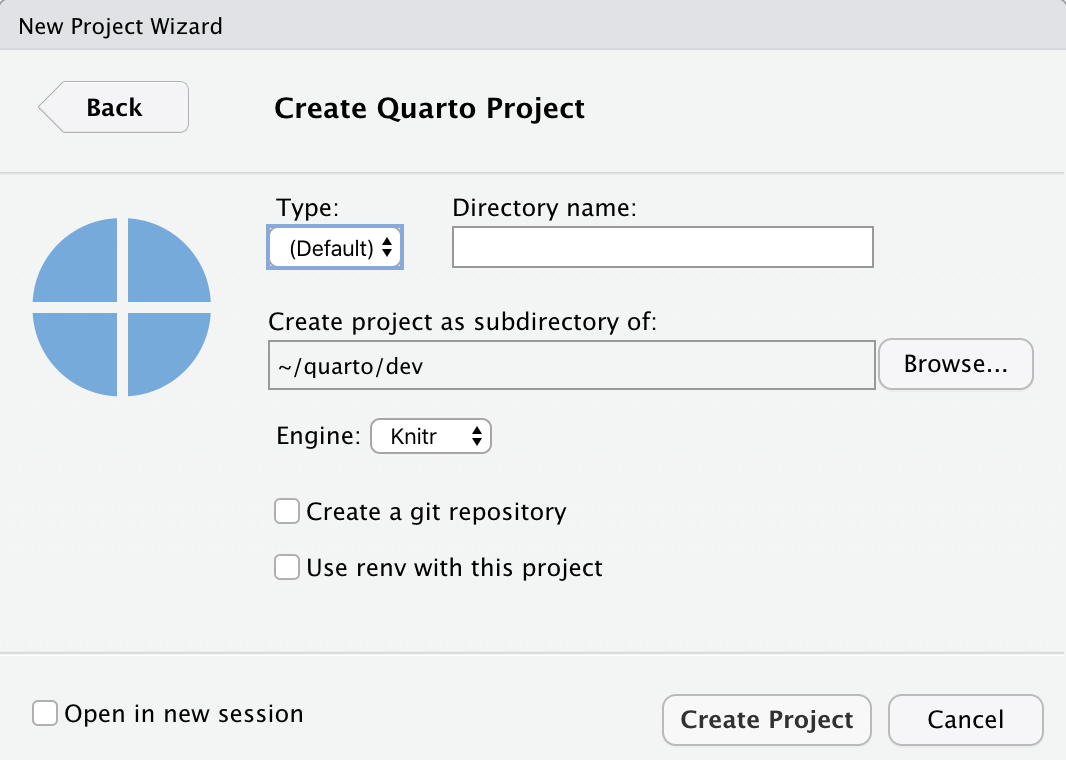 New Project Wizard
Back
Create Quarto Project
Type:
Directory name:
(Default)
Create project as subdirectory of:
~/quarto/dev
Browse...
Engine:
Knitr
Create a git repository
Use renv with this project
Open in new session
Create Project
Cancel